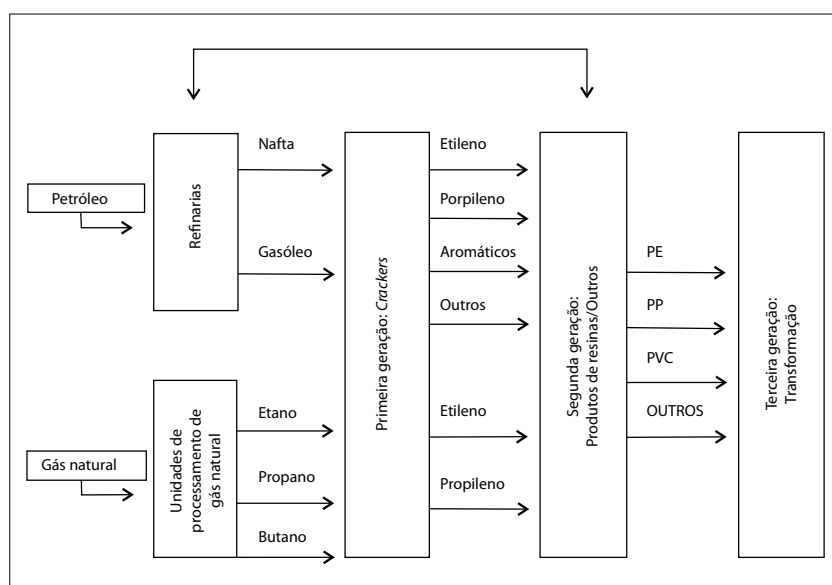 Petróleo
Refinarias
Nafta
Gasóleo
Gás natural
Unidades de
processamento de
gás natural
Etano
Propano
Butano
Primeira geração: Crackers
Etileno
Porpileno
Aromáticos
Outros
Etileno
Propileno
Segunda geração:
Produtos de resinas/Outros
PE
PP
PVC
OUTROS
Terceira geração:
Transformação